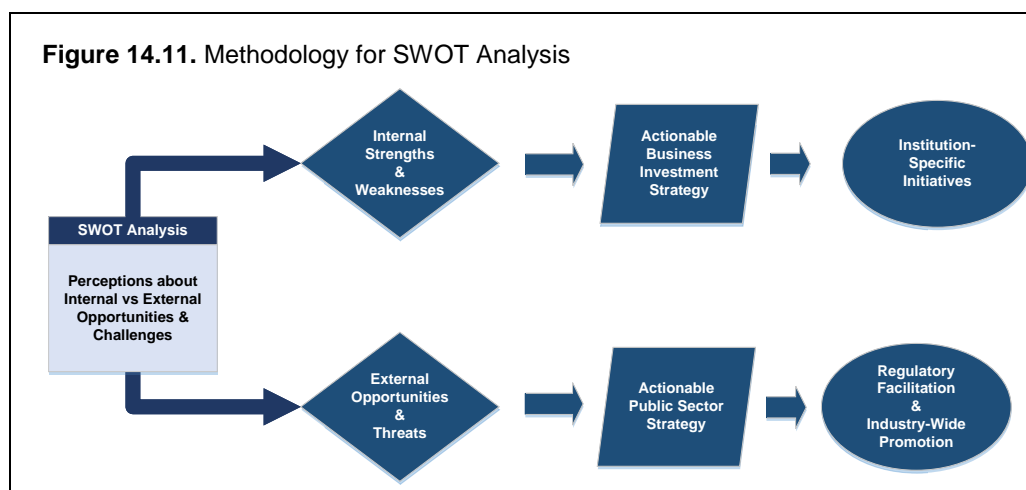 Figure 14.11. Methodology for SWOT Analysis
SWOT Analysis
Perceptions about
Internal vs External
Opportunities &
Challenges
Internal
Strengths
&
Weaknesses
Actionable
Business
Investment
Strategy
Institution-
Specific
Initiatives
External
Opportunities
&
Threats
Actionable
Public Sector
Strategy
Regulatory
Facilitation
&
Industry-Wide
Promotion